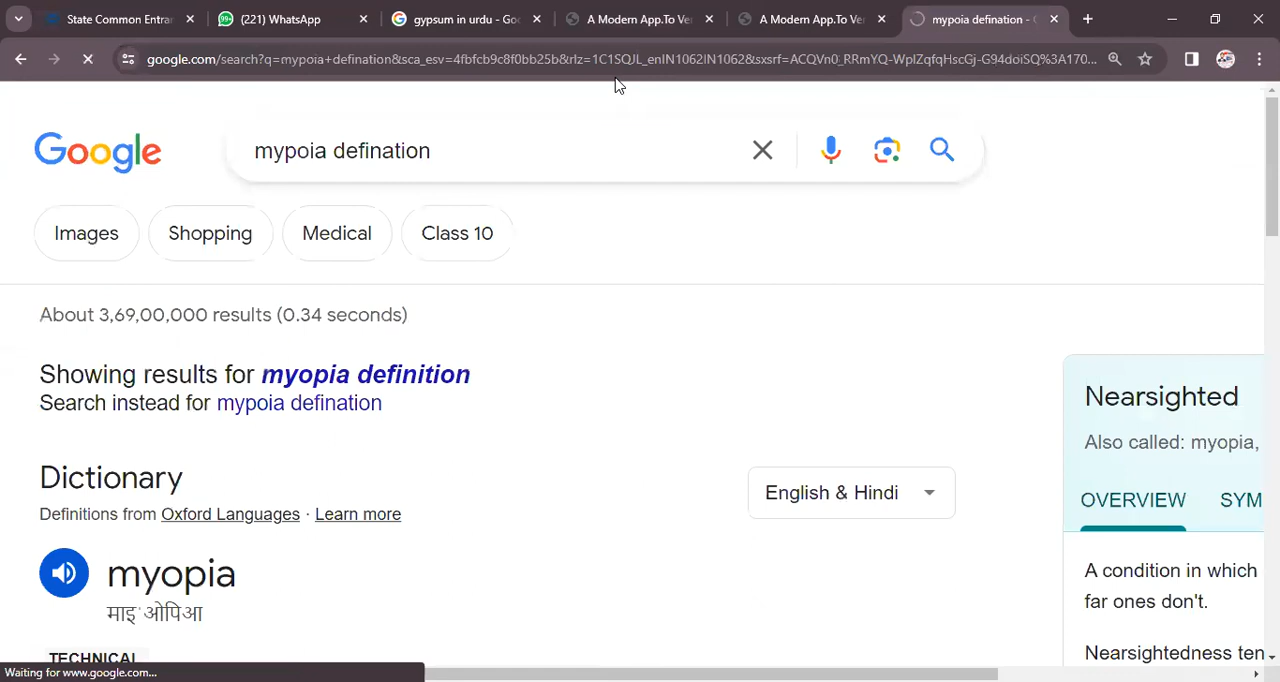 State Common Entra
(221) WhatsApp
gypsum in urdu - Goo
A Modern App.To Ve
A Modern App.To Ve
mypoia defination - G
google.com/search?q=mypoia+defination&sca_esv=4fbfcb9c8f0bb25b&rlz=1C1SQJL_enIN1062IN1062&sxsrf=ACQVn0_RRmYQ-WpIZqfqHscGj-G94doiSQ%3A170...
Google
mypoia defination
Images
Shopping
Medical
Class 10
About 3,69,00,000 results (0.34 seconds)
Showing results for myopia definition
Search instead for mypoia defination
Dictionary
English & Hindi
Definitions from Oxford Languages · Learn more
myopia
माइˈओपिआ
TECHNICAL
Nearsighted
Also called: myopia,
OVERVIEW
SYM
A condition in which
far ones don't.
Nearsightedness ten
Waiting for www.google.com...